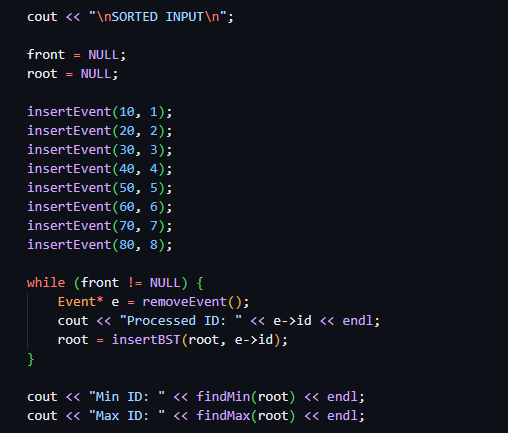 cout << "\nSORTED INPUT\n";
front = NULL;
root = NULL;
insertEvent(10, 1);
insertEvent(20, 2);
insertEvent(30, 3);
insertEvent(40, 4);
insertEvent(50, 5);
insertEvent(60, 6);
insertEvent(70, 7);
insertEvent(80, 8);
while (front != NULL) {
Event* e = removeEvent();
cout << "Processed ID: " << e->id << endl;
root = insertBST(root, e->id);
}
cout << "Min ID: " << findMin(root) << endl;
cout << "Max ID: " << findMax(root) << endl;